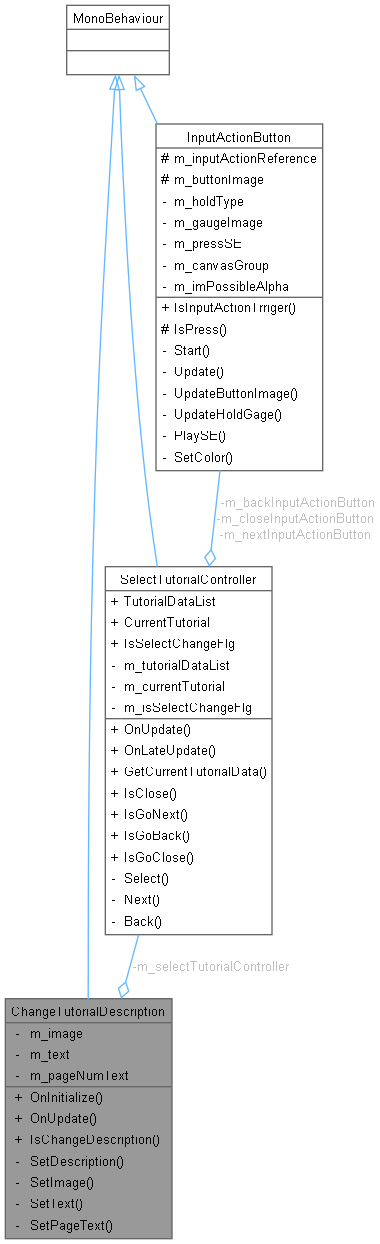 MonoBehaviour
InputActionButton
# m_inputActionReference
# m_buttonImage
- m_holdType
- m_gaugeImage
- m_pressSE
- m_canvasGroup
- m_imPossibleAlpha
+ IsInputActionTrriger()
# IsPress()
- Start()
- Update()
- UpdateButtonImage()
- UpdateHoldGage()
- PlaySE()
- SetColor()
-m_backInputActionButton
-m_closeInputActionButton
-m_nextInputActionButton
SelectTutorialController
+ TutorialDataList
+ CurrentTutorial
+ IsSelectChangeFlg
- m_tutorialDataList
- m_currentTutorial
- m_isSelectChangeFlg
+ OnUpdate()
+ OnLateUpdate()
+ GetCurrentTutorialData()
+ IsClose()
+ IsGoNext()
+ IsGoBack()
+ IsGoClose()
- Select()
- Next()
- Back()
-m_selectTutorialController
ChangeTutorialDescription
- m_image
- m_text
- m_pageNumText
+ OnInitialize()
+ OnUpdate()
+ IsChangeDescription()
- SetDescription()
- SetImage()
- SetText()
- SetPageText()